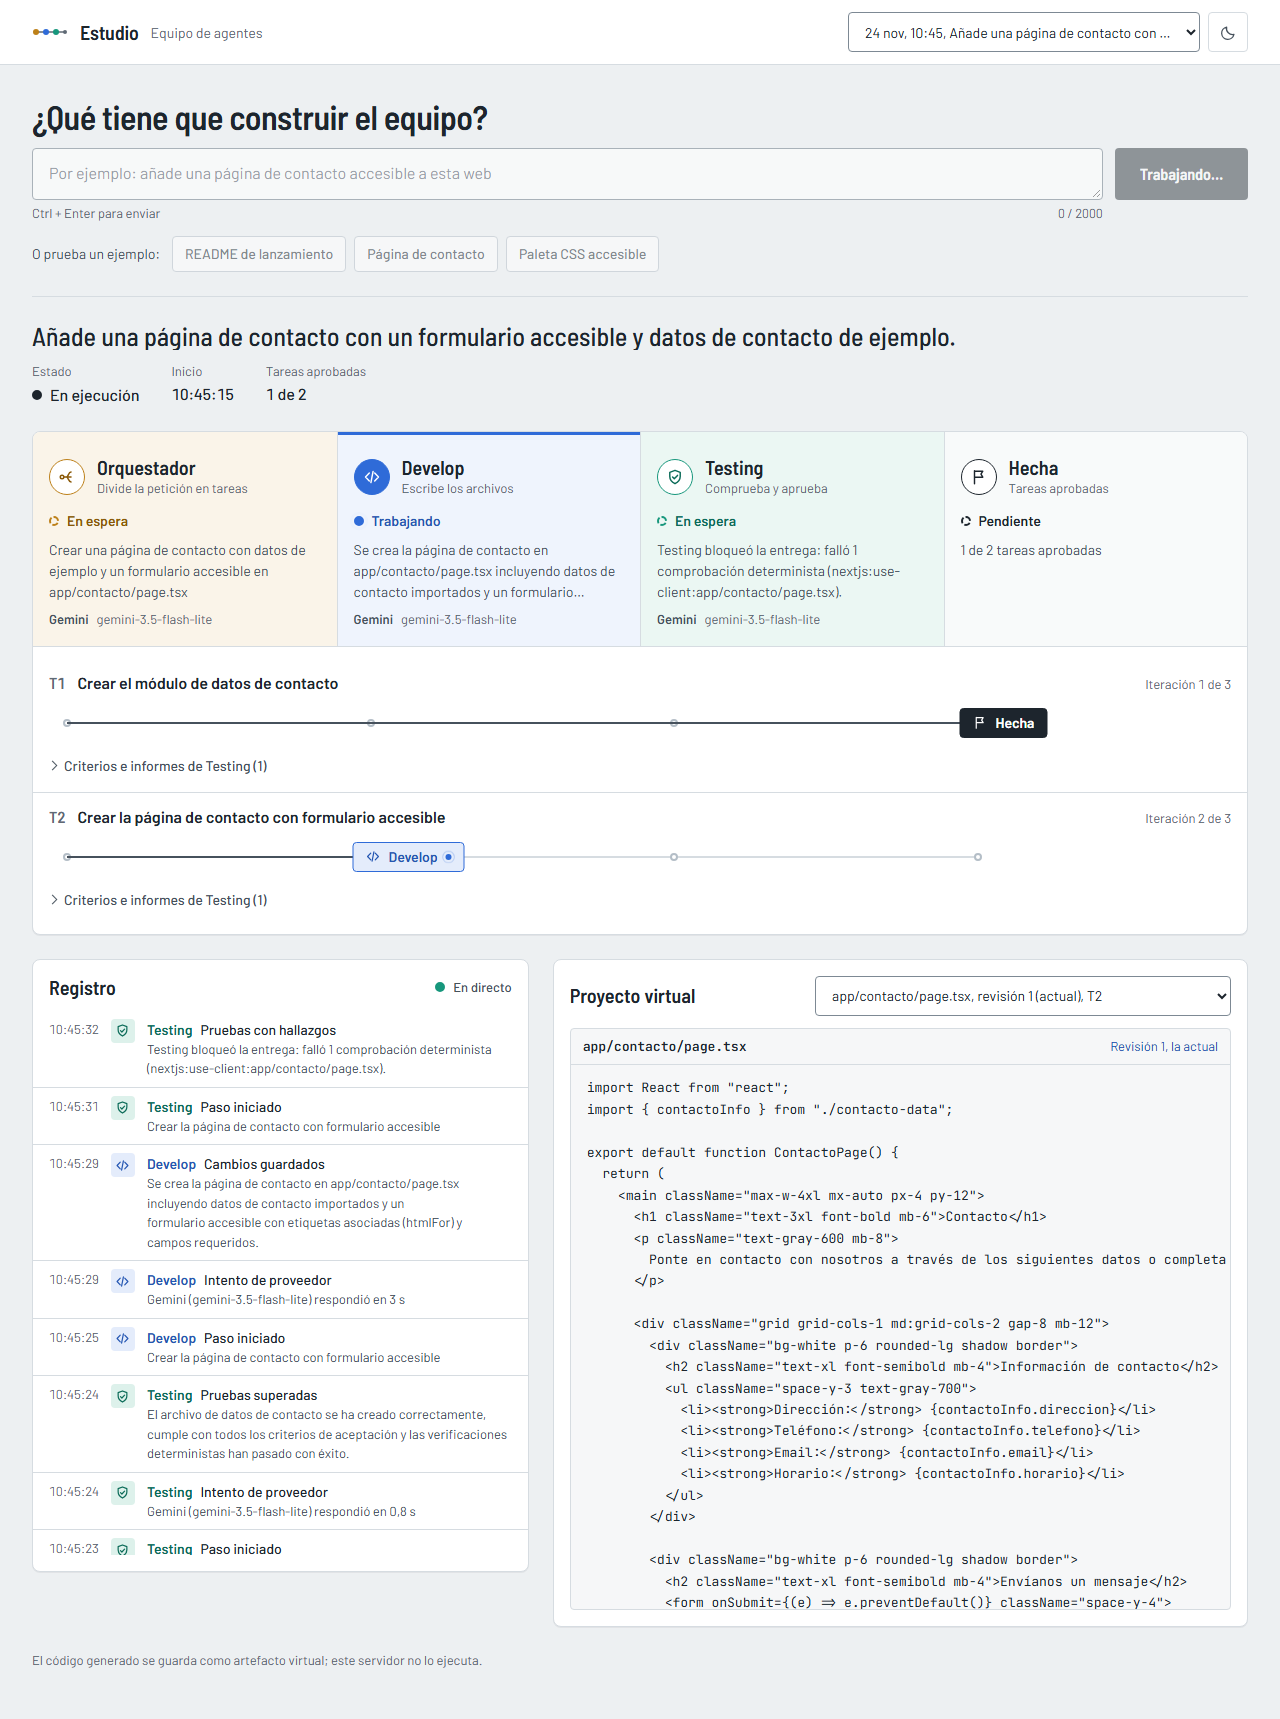 Estudio
Equipo de agentes
24 nov, 10:45, Añade una página de contacto con ...
¿Qué tiene que construir el equipo?
Por ejemplo: añade una página de contacto accesible a esta web
Trabajando...
Ctrl + Enter para enviar
0 / 2000
O prueba un ejemplo:
README de lanzamiento
Página de contacto
Paleta CSS accesible
Añade una página de contacto con un formulario accesible y datos de contacto de ejemplo.
Estado
Inicio
Tareas aprobadas
En ejecución
10:45:15
1 de 2
Orquestador
Divide la petición en tareas
En espera
Crear una página de contacto con datos de
ejemplo y un formulario accesible en
app/contacto/page.tsx
Gemini gemini-3.5-flash-lite
Develop
Escribe los archivos
Trabajando
Se crea la página de contacto en
app/contacto/page.tsx incluyendo datos de
contacto importados y un formulario...
Gemini gemini-3.5-flash-lite
Testing
Comprueba y aprueba
En espera
Testing bloqueó la entrega: falló 1
comprobación determinista (nextjs:use-
client:app/contacto/page.tsx).
Gemini gemini-3.5-flash-lite
Hecha
Tareas aprobadas
Pendiente
1 de 2 tareas aprobadas
T1 Crear el módulo de datos de contacto
Iteración 1 de 3
Hecha
Criterios e informes de Testing (1)
T2 Crear la página de contacto con formulario accesible
Iteración 2 de 3
Develop
Criterios e informes de Testing (1)
Registro
En directo
10:45:32 Testing Pruebas con hallazgos
Testing bloqueó la entrega: falló 1 comprobación determinista
(nextjs:use-client:app/contacto/page.tsx).
10:45:31 Testing Paso iniciado
Crear la página de contacto con formulario accesible
10:45:29 Develop Cambios guardados
Se crea la página de contacto en app/contacto/page.tsx
incluyendo datos de contacto importados y un
formulario accesible con etiquetas asociadas (htmlFor) y
campos requeridos.
10:45:29 Develop Intento de proveedor
Gemini (gemini-3.5-flash-lite) respondió en 3 s
10:45:25 Develop Paso iniciado
Crear la página de contacto con formulario accesible
10:45:24 Testing Pruebas superadas
El archivo de datos de contacto se ha creado correctamente,
cumple con todos los criterios de aceptación y las verificaciones
deterministas han pasado con éxito.
10:45:24 Testing Intento de proveedor
Gemini (gemini-3.5-flash-lite) respondió en 0,8 s
10:45:23 Testing Paso iniciado
Proyecto virtual
app/contacto/page.tsx, revisión 1 (actual), T2
app/contacto/page.tsx
Revisión 1, la actual
import React from "react";
import { contactoInfo } from "./contacto-data";
export default function ContactoPage() {
return (
<main className="max-w-4xl mx-auto px-4 py-12">
<h1 className="text-3xl font-bold mb-6">Contacto</h1>
<p className="text-gray-600 mb-8">
Ponte en contacto con nosotros a través de los siguientes datos o completa
</p>
<div className="grid grid-cols-1 md:grid-cols-2 gap-8 mb-12">
<div className="bg-white p-6 rounded-lg shadow border">
<h2 className="text-xl font-semibold mb-4">Información de contacto</h2>
<ul className="space-y-3 text-gray-700">
<li><strong>Dirección:</strong> {contactoInfo.direccion}</li>
<li><strong>Teléfono:</strong> {contactoInfo.telefono}</li>
<li><strong>Email:</strong> {contactoInfo.email}</li>
<li><strong>Horario:</strong> {contactoInfo.horario}</li>
</ul>
</div>
<div className="bg-white p-6 rounded-lg shadow border">
<h2 className="text-xl font-semibold mb-4">Envíanos un mensaje</h2>
<form onSubmit={(e) => e.preventDefault()} className="space-y-4">
El código generado se guarda como artefacto virtual; este servidor no lo ejecuta.